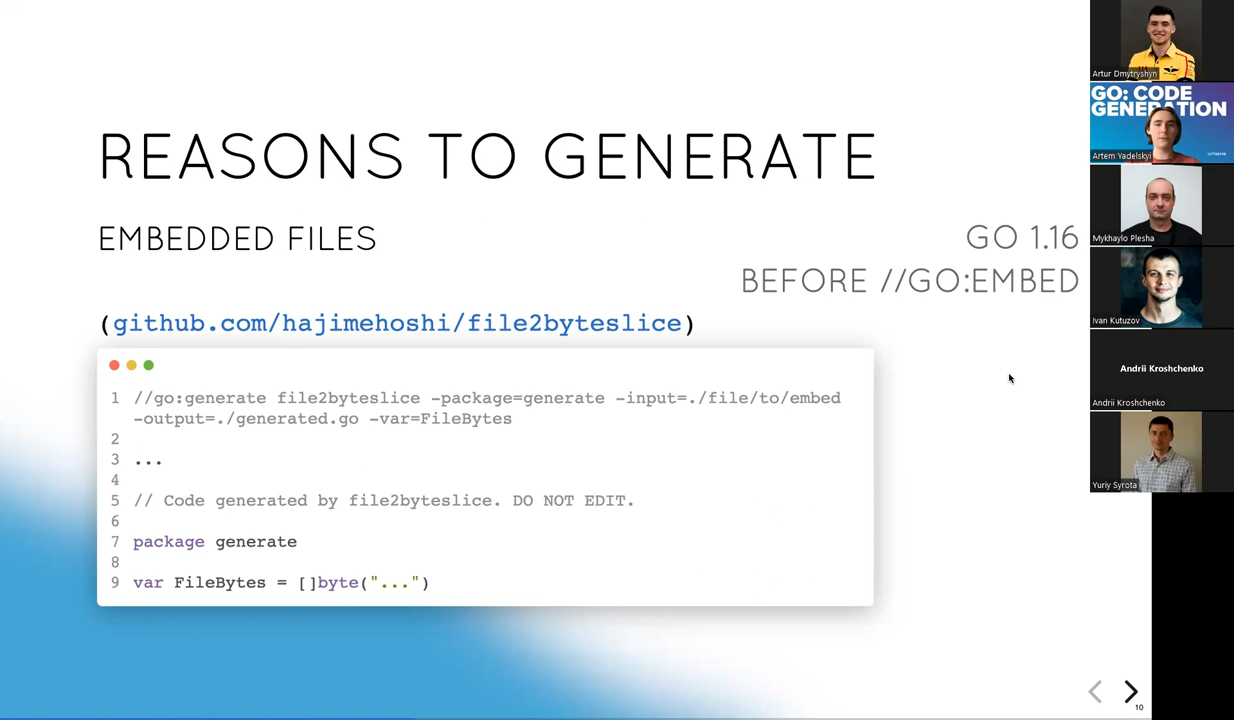 REASONS TO GENERATE
EMBEDDED FILES
GO 1.16
BEFORE //GO:EMBED
(github.com/hajimehoshi/file2byteslice)
1 //go:generate file2byteslice -package=generate -input=./file/to/embed
-output=./generated.go -var=FileBytes
2
3 ...
4
5 // Code generated by file2byteslice. DO NOT EDIT.
6
7 package generate
8
9 var FileBytes = []byte("...")
10
Artur Dmytryshyn
GO: CODE
GENERATION
Artem Yadelskyi
Mykhaylo Plesha
Ivan Kutuzov
Andrii Kroshchenko
Andrii Kroshchenko
Yuriy Syrota